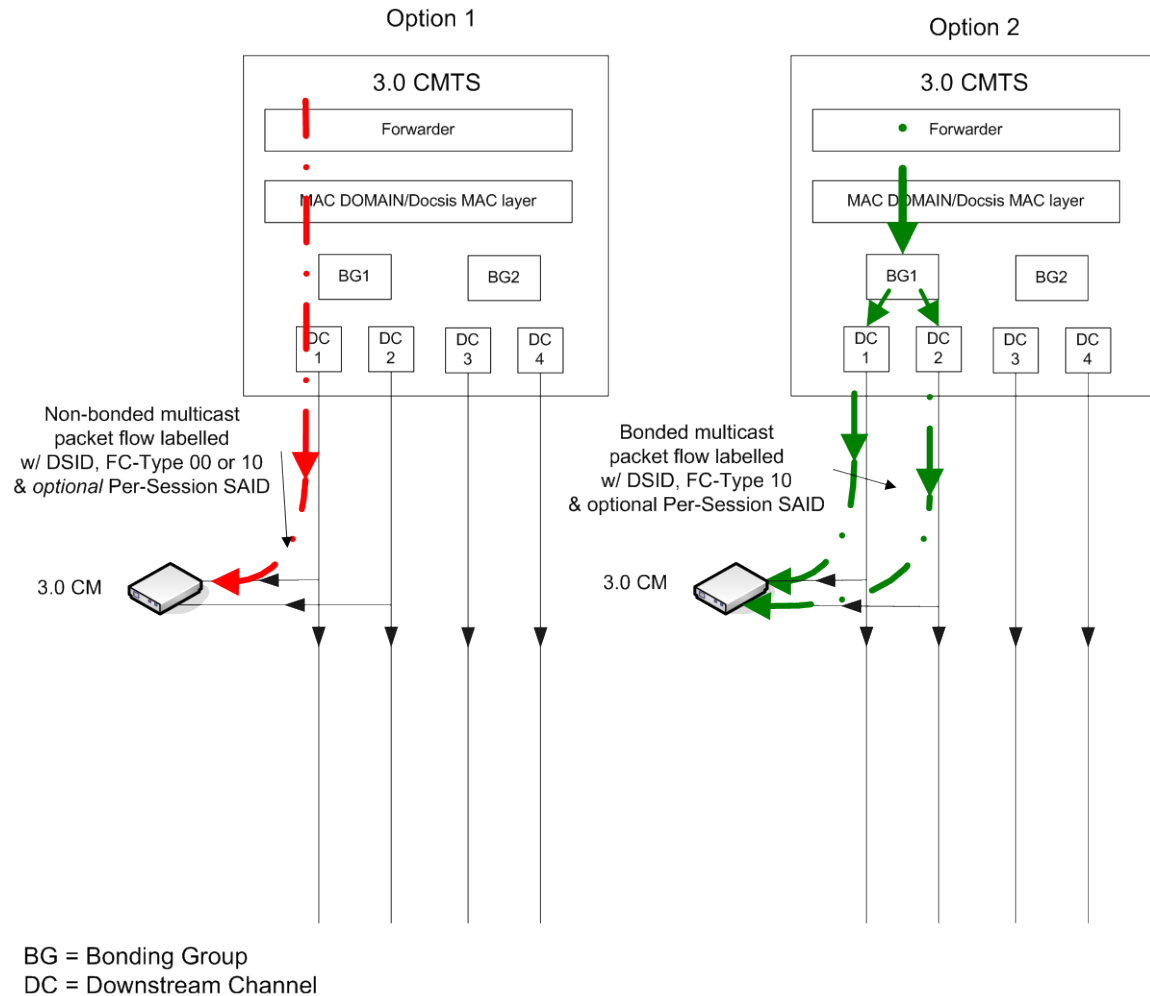 Option 1
3.0 CMTS
Forwarder
MAC DOMAIN/Docsis MAC layer
BG1
BG2
DC
1
DC
2
DC
3
DC
4
Non-bonded multicast
packet flow labelled
w/ DSID, FC-Type 00 or 10
& optional Per-Session SAID
3.0 CM
Option 2
3.0 CMTS
Forwarder
MAC DOMAIN/Docsis MAC layer
BG1
BG2
DC
1
DC
2
DC
3
DC
4
Bonded multicast
packet flow labelled
w/ DSID, FC-Type 10
& optional Per-Session SAID
3.0 CM
BG = Bonding Group
DC = Downstream Channel